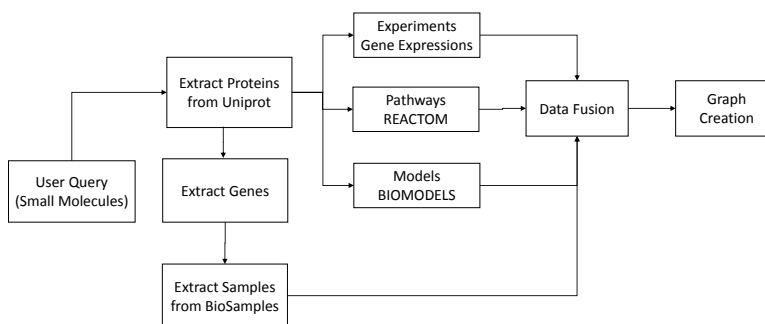 Experiments
Gene Expressions
Extract Proteins
from Uniprot
Pathways
REACTOM
Data Fusion
Graph
Creation
User Query
(Small Molecules)
Extract Genes
Models
BIOMODELS
Extract Samples
from BioSamples